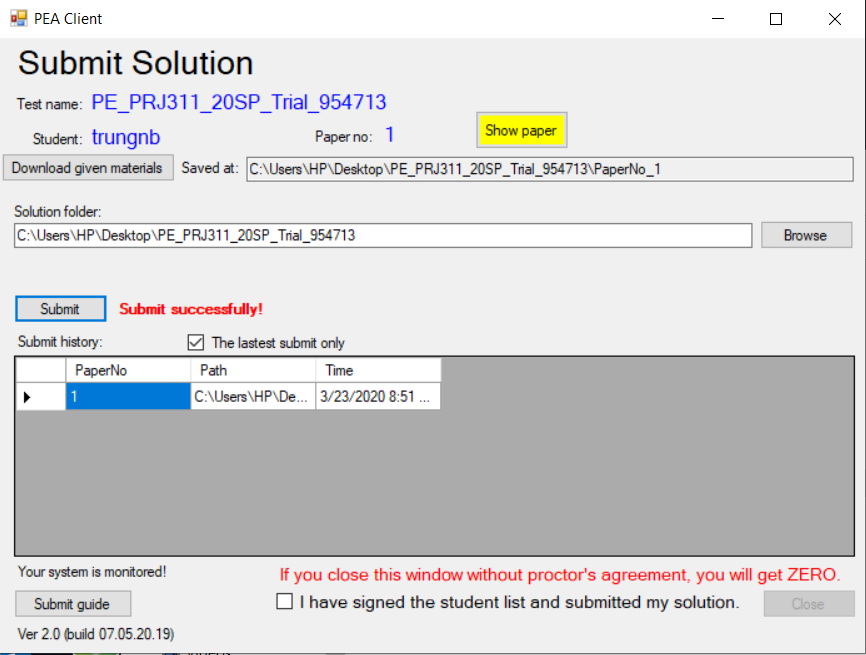 PEA Client
Submit Solution
Test name: PE_PRJ311_20SP_Trial_954713
Student: trungnb Paper no: 1 Show paper
Download given materials Saved at: C:\Users\HP\Desktop\PE_PRJ311_20SP_Trial_954713\PaperNo_1
Solution folder:
C:\Users\HP\Desktop\PE_PRJ311_20SP_Trial_954713 Browse
Submit Submit successfully!
Submit history: The lastest submit only
PaperNo Path Time
1 C:\Users\HP\De... 3/23/2020 8:51 ...
Your system is monitored! If you close this window without proctor's agreement, you will get ZERO.
Submit guide I have signed the student list and submitted my solution. Close
Ver 2.0 (build 07.05.20.19)